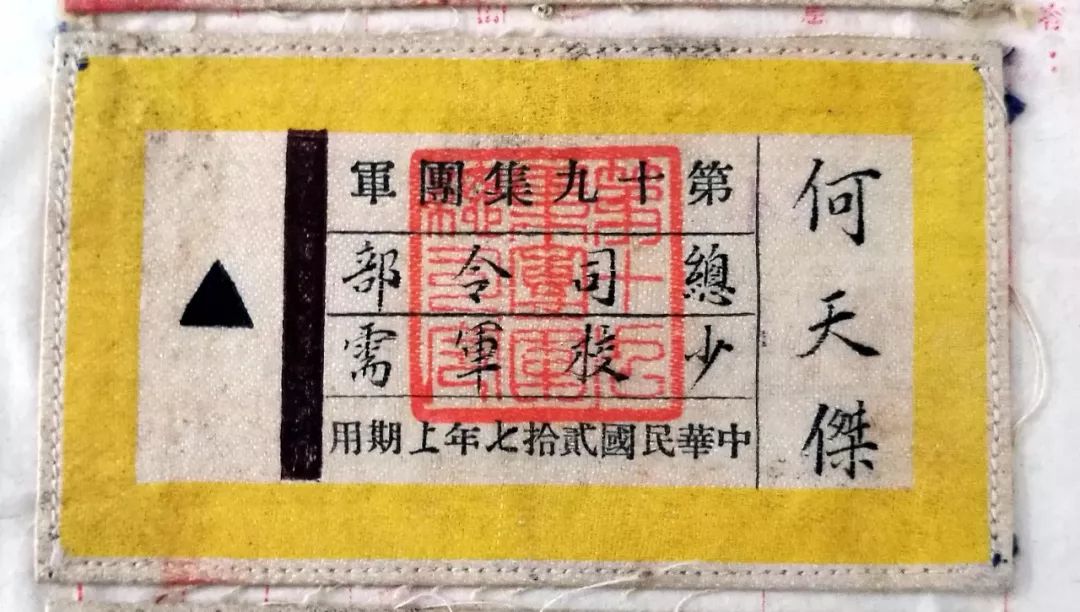 何天傑
第十九集團軍
總司令部
少校軍需
中華民國貳拾七年上期用